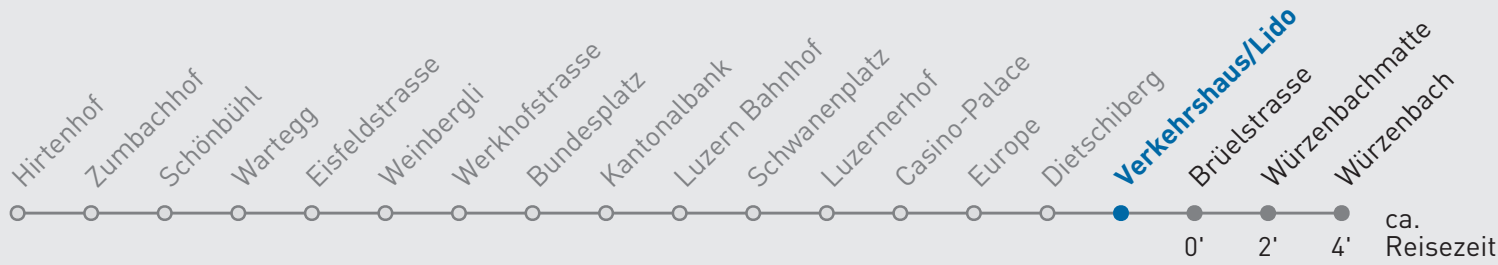 Hirtenhof
Zumbachhof
Schönbühl
Wartegg
Eisfeldstrasse
Weinbergli
Werkhofstrasse
Bundesplatz
Kantonalbank
Luzern Bahnhof
Schwanenplatz
Luzernerhof
Casino-Palace
Europe
Dietschiberg
Verkehrshaus/Lido
Brüelstrasse
Würzenbachmatte
Würzenbach
0' 2' 4'
ca.
Reisezeit